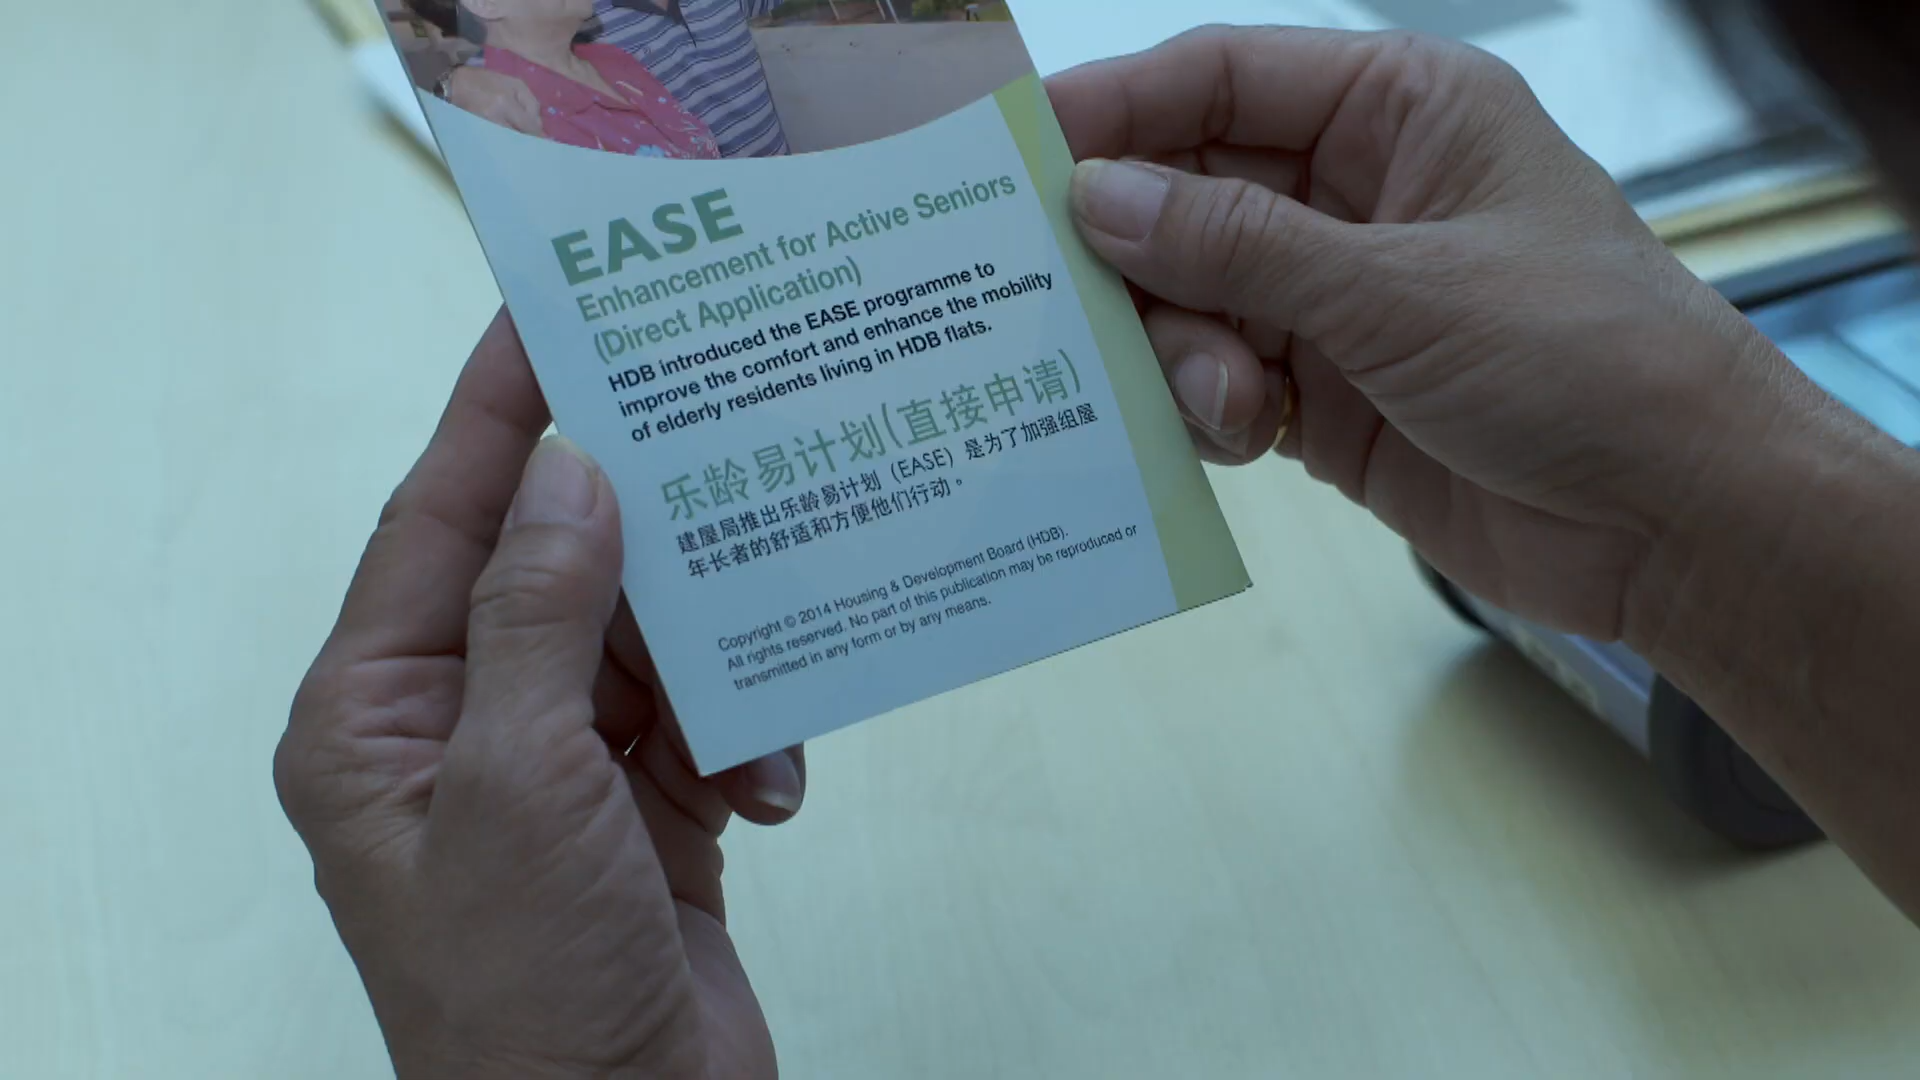 EASE
Enhancement for Active Seniors
(Direct Application)
HDB introduced the EASE programme to
improve the comfort and enhance the mobility
of elderly residents living in HDB flats.
乐龄易计划(直接申请)
建屋局推出乐龄易计划（EASE）是为了加强组屋
年长者的舒适和方便他们行动。
Copyright © 2014 Housing & Development Board (HDB).
All rights reserved. No part of this publication may be reproduced or
transmitted in any form or by any means.